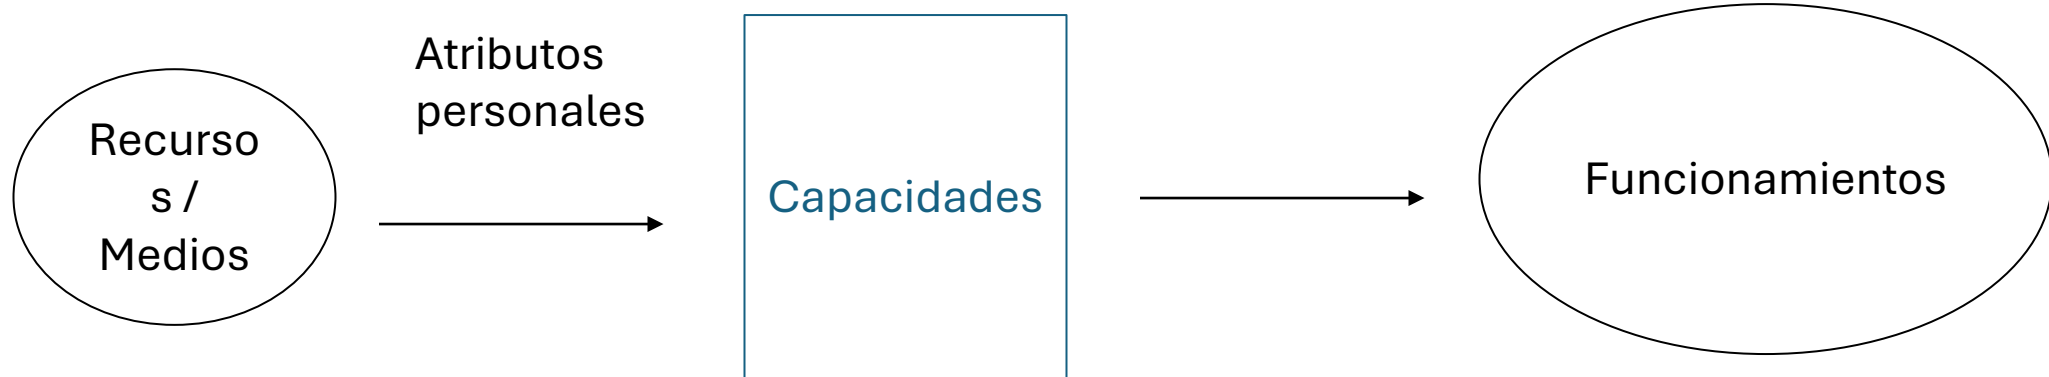 Recurso
s /
Medios
Atributos
personales
Capacidades
Funcionamientos